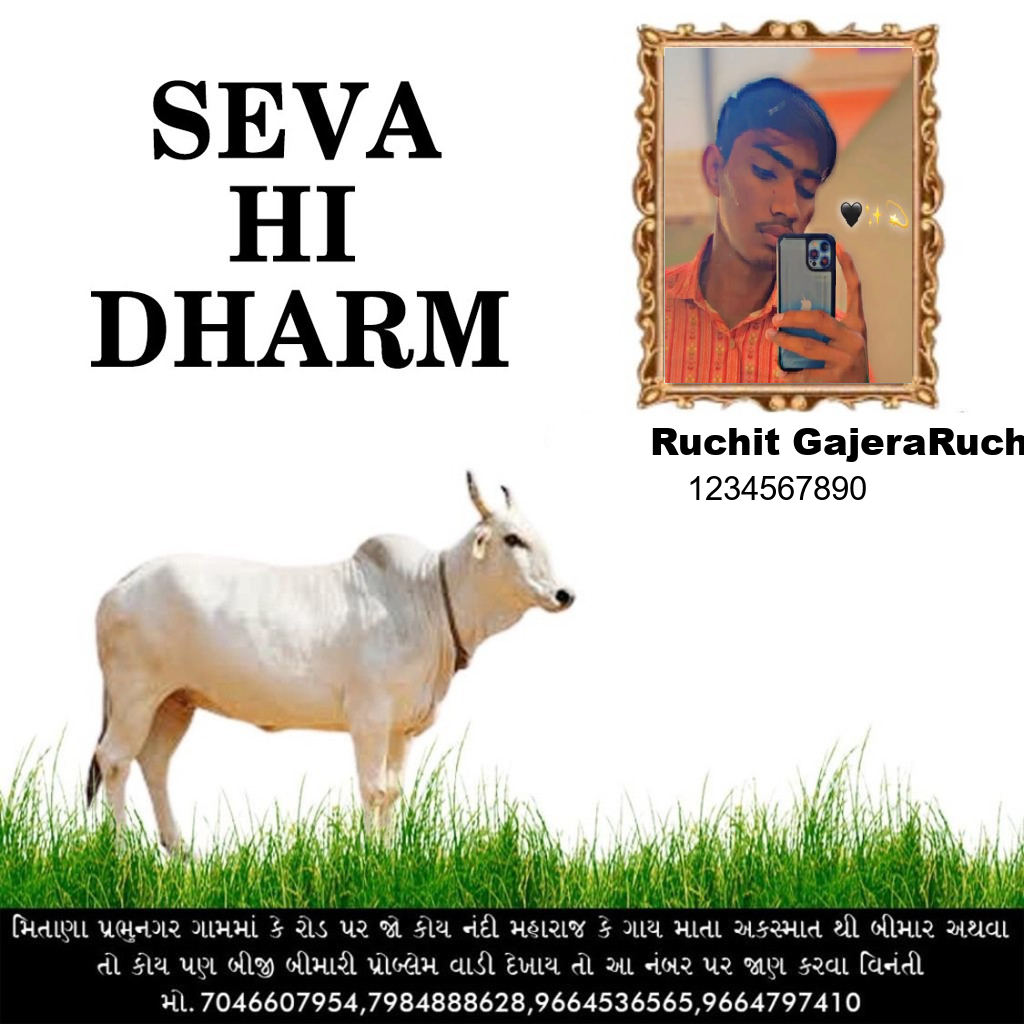 SEVA
HI
DHARM
Ruchit GajeraRuch
1234567890
મિતાણા પ્રભુનગર ગામમાં કે રોડ પર જો કોય નંદી મહારાજ કે ગાય માતા અકસ્માત થી બીમાર અથવા
તો કોય પણ બીજી બીમારી પ્રોબ્લેમ વાડી દેખાય તો આ નંબર પર જાણ કરવા વિનંતી
મો. 7046607954,7984888628,9664536565,9664797410